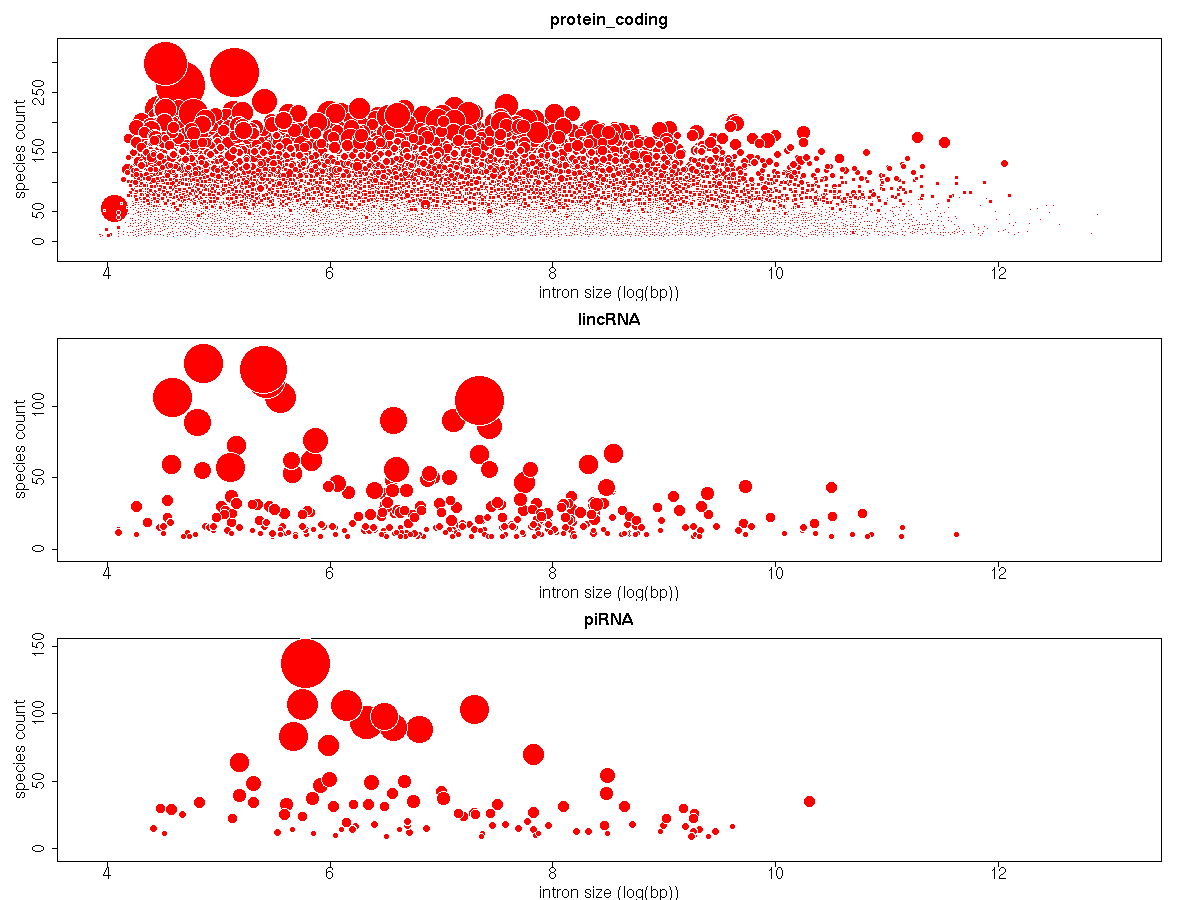 protein_coding
species count
0 50 150 250
4 6 8 10 12
intron size (log(bp))
lincRNA
species count
0 50 100
4 6 8 10 12
intron size (log(bp))
piRNA
species count
0 50 100 150
4 6 8 10 12
intron size (log(bp))